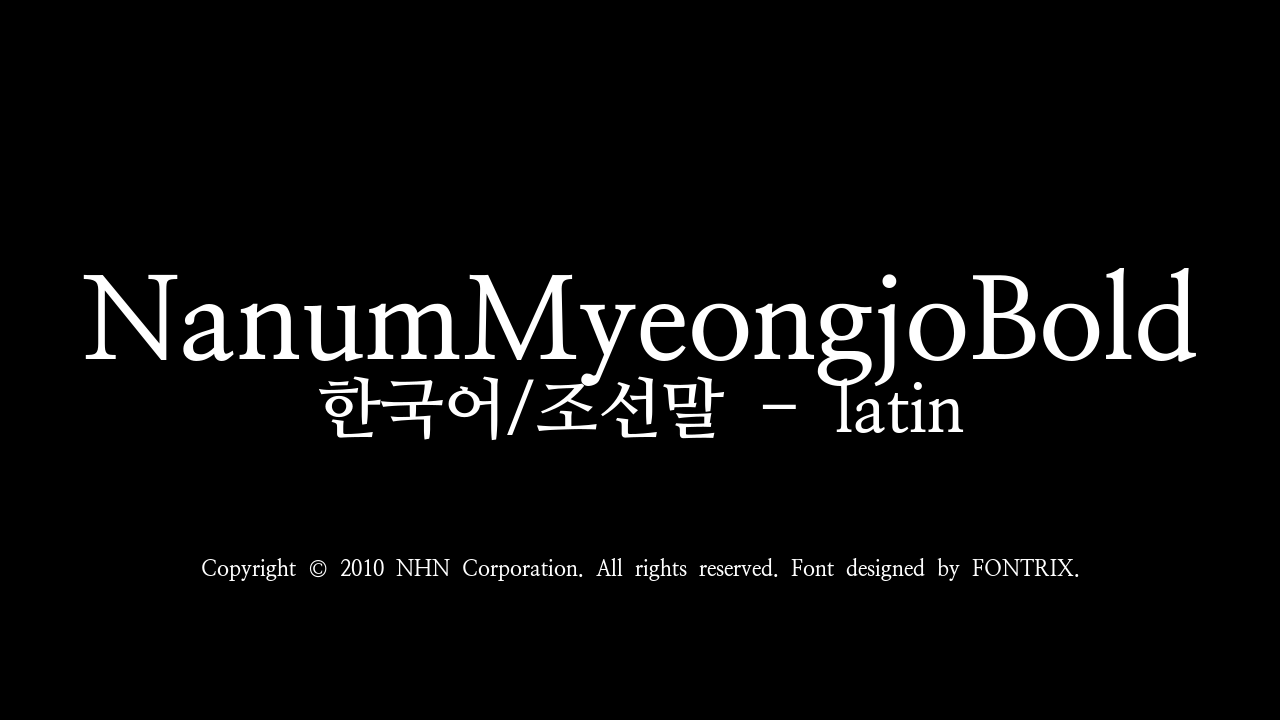 NanumMyeongjoBold
한국어/조선말 - latin
Copyright © 2010 NHN Corporation. All rights reserved. Font designed by FONTRIX.